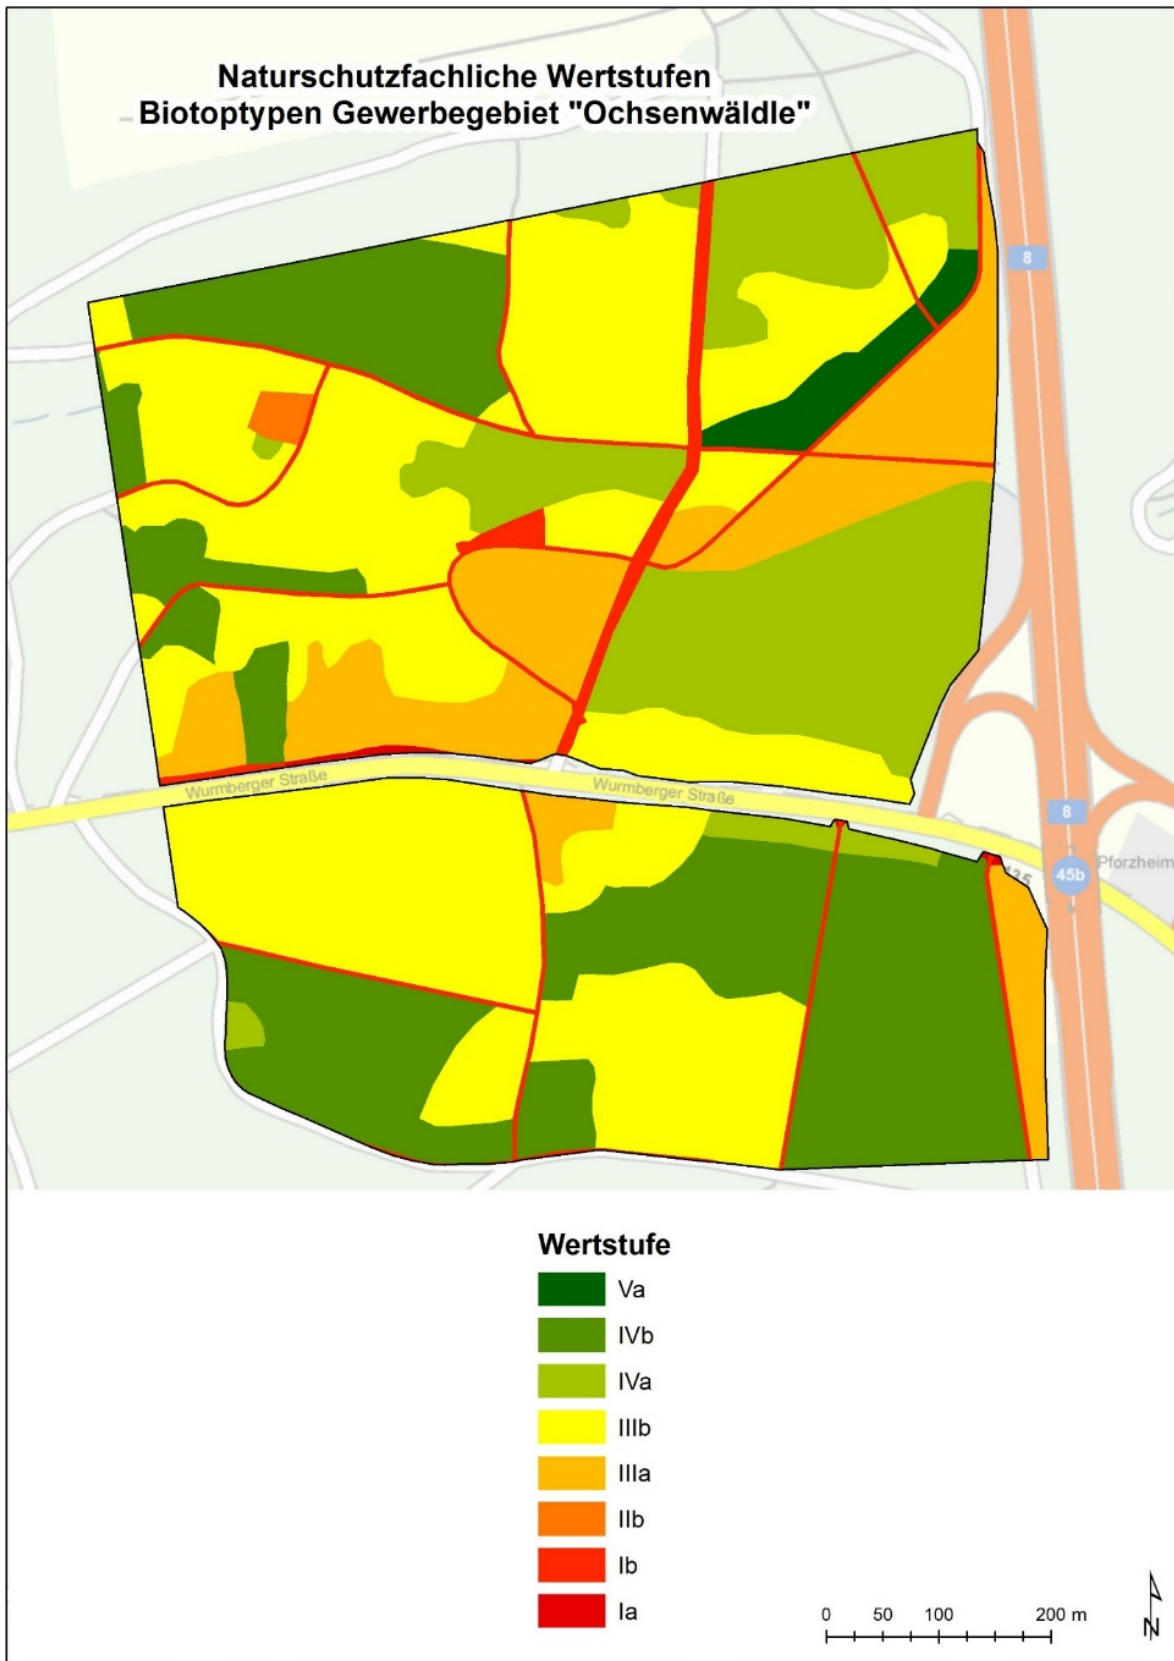 Naturschutzfachliche Wertstufen
Biotoptypen Gewerbegebiet "Ochsenwäldle"
8
Wurmberger Straße
Wurmberger Straße
8
Pforzheim
45b
Wertstufe
Va
IVb
IVa
IIIb
IIIa
IIb
Ib
Ia
0 50 100 200 m
N